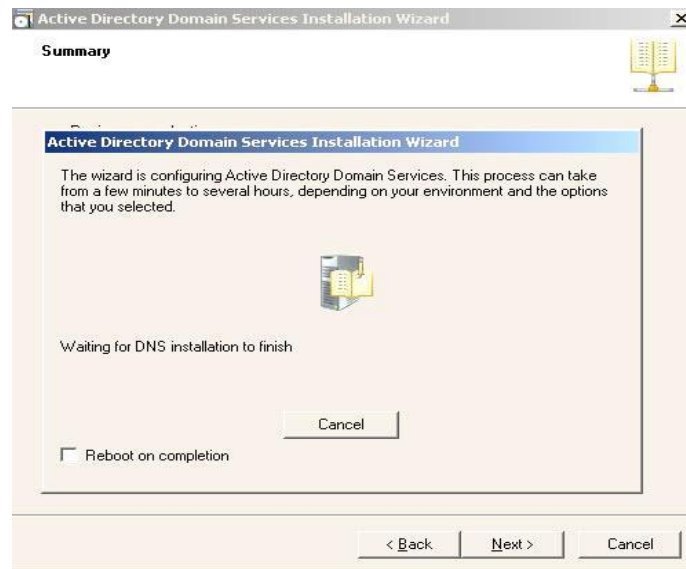 Active Directory Domain Services Installation Wizard
Summary
Active Directory Domain Services Installation Wizard
The wizard is configuring Active Directory Domain Services. This process can take
from a few minutes to several hours, depending on your environment and the options
that you selected.
Waiting for DNS installation to finish
Cancel
Reboot on completion
< Back
Next >
Cancel